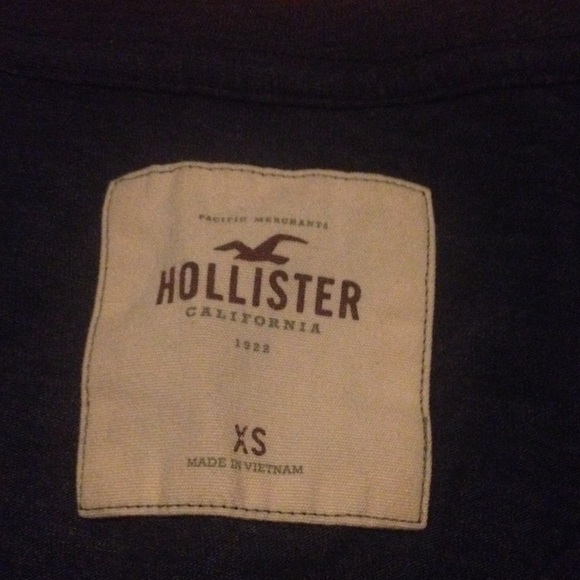 PACIFIC MERCHANTS
HOLLISTER
CALIFORNIA
1922
XS
MADE IN VIETNAM